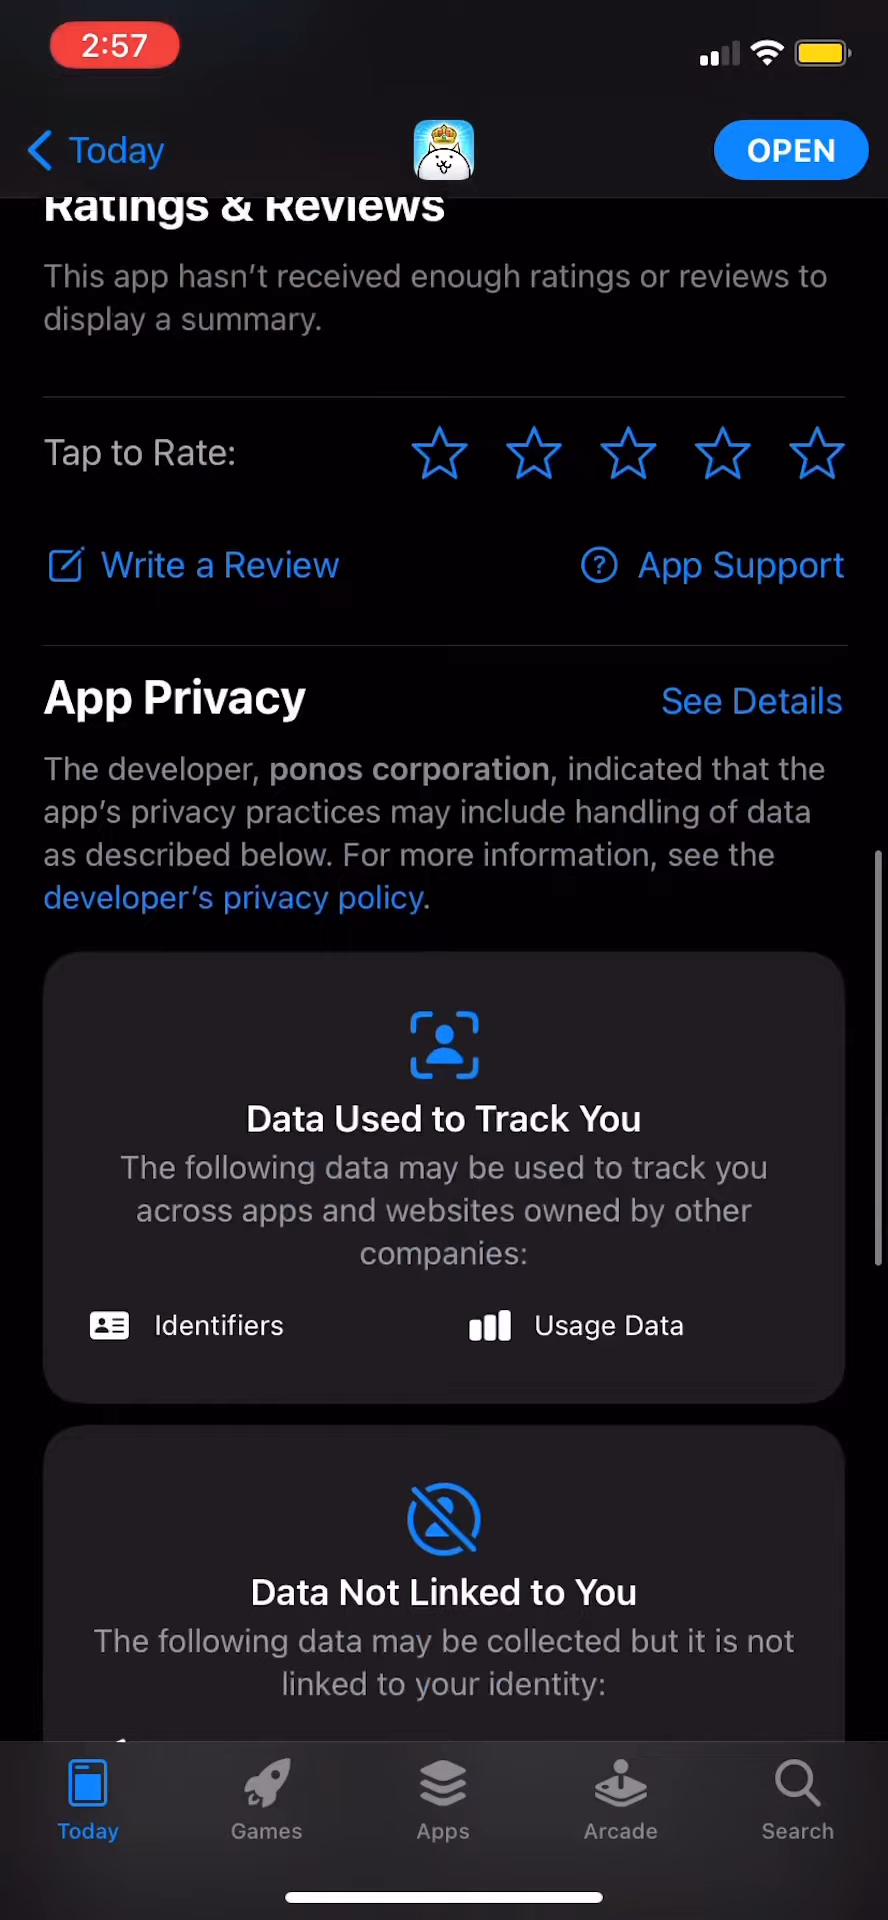 2:57
Today
OPEN
Ratings & Reviews
This app hasn't received enough ratings or reviews to
display a summary.
Tap to Rate:
Write a Review
App Support
App Privacy
See Details
The developer, ponos corporation, indicated that the
app's privacy practices may include handling of data
as described below. For more information, see the
developer's privacy policy.
Data Used to Track You
The following data may be used to track you
across apps and websites owned by other
companies:
Identifiers
Usage Data
Data Not Linked to You
The following data may be collected but it is not
linked to your identity:
Today
Games
Apps
Arcade
Search